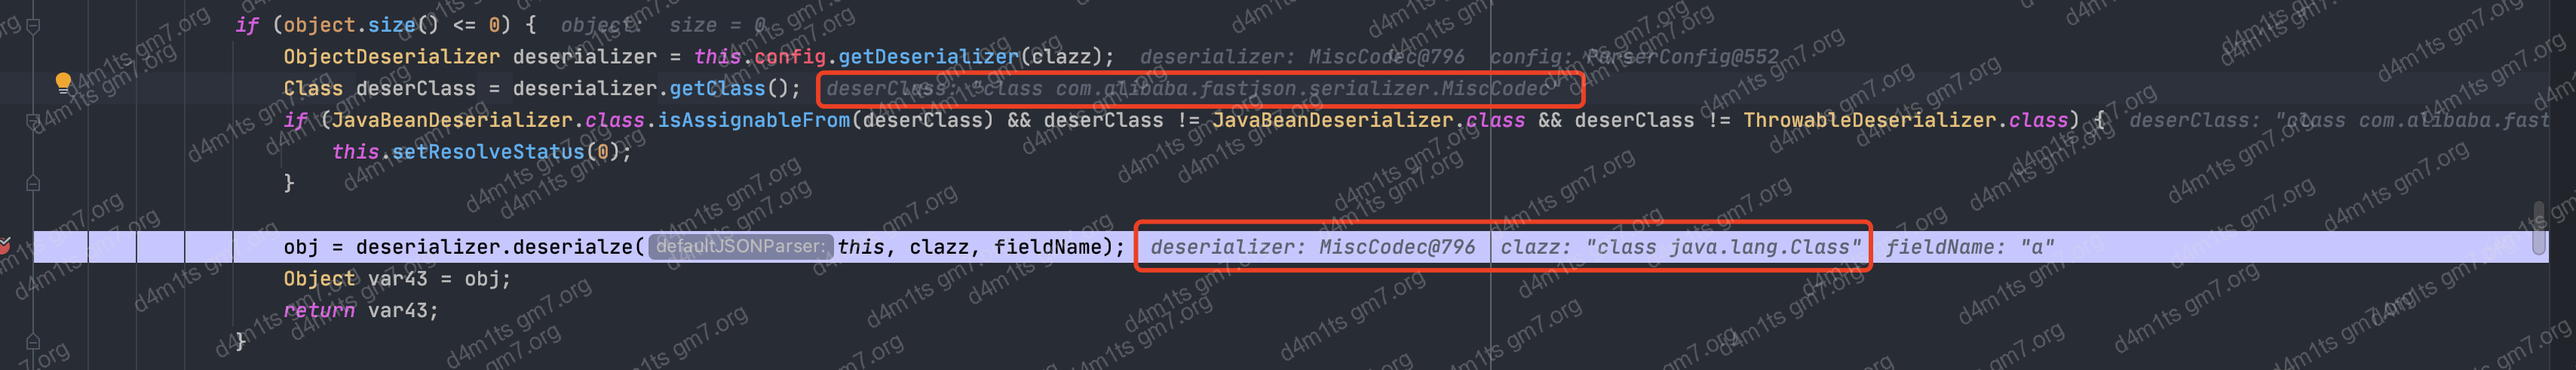 if (object.size() <= 0) { object: size = 0
ObjectDeserializer deserializer = this.config.getDeserializer(clazz); deserializer: MiscCodec@796 config: ParserConfig@552
Class deserClass = deserializer.getClass(); deserClass: "class com.alibaba.fastjson.serializer.MiscCodec"
if (JavaBeanDeserializer.class.isAssignableFrom(deserClass) && deserClass != JavaBeanDeserializer.class && deserClass != ThrowableDeserializer.class) { deserClass: "class com.alibaba.fast
this.setResolveStatus(0);
}
obj = deserializer.deserialze( defaultJSONParser: this, clazz, fieldName); deserializer: MiscCodec@796 clazz: "class java.lang.Class" fieldName: "a"
Object var43 = obj;
return var43;
}
d4m1ts gm7.org